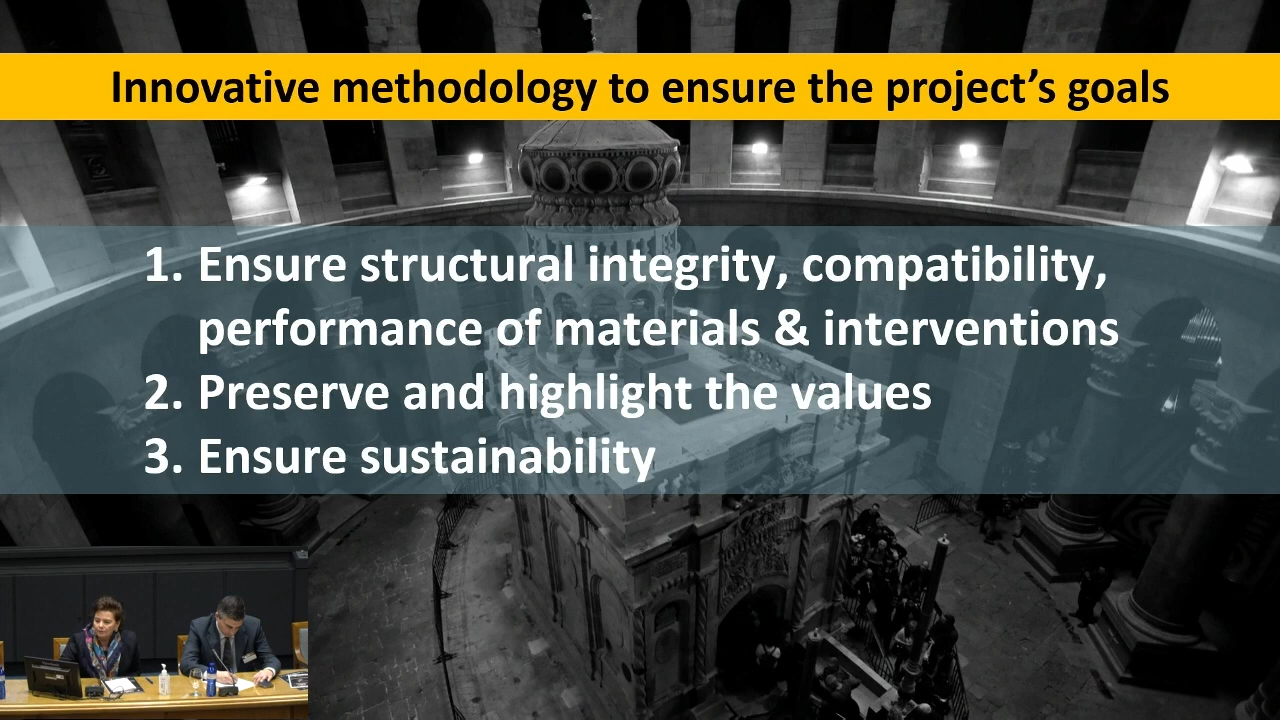 Innovative methodology to ensure the project’s goals
1. Ensure structural integrity, compatibility,
performance of materials & interventions
2. Preserve and highlight the values
3. Ensure sustainability